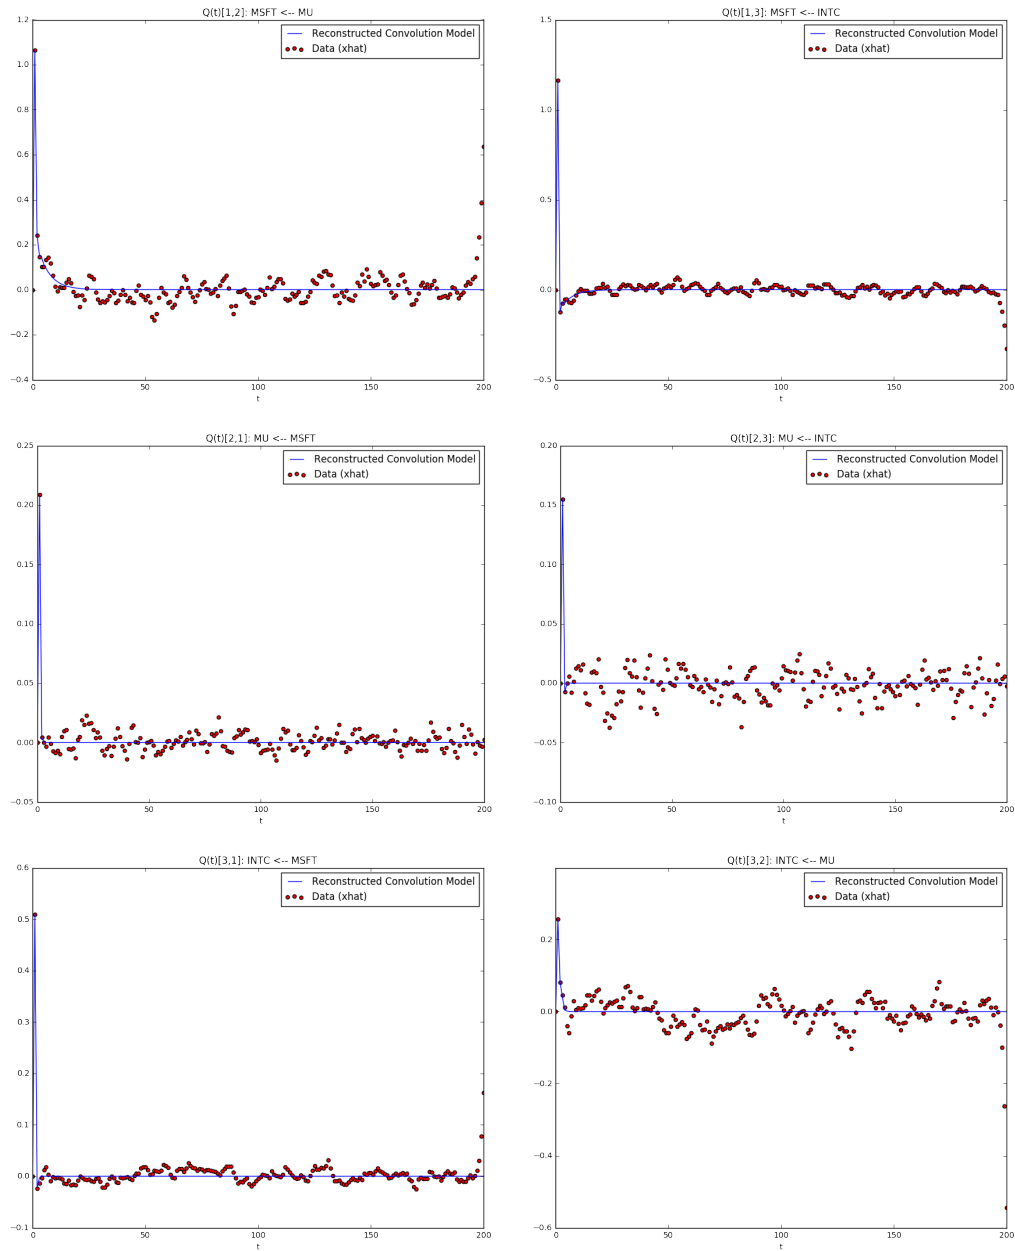 Q(t)[1,2]: MSFT <-- MU
1.2
1.0
0.8
0.6
0.4
0.2
0.0
−0.2
−0.4
0 50 100 150 200
t
Reconstructed Convolution Model
Data (xhat)
Q(t)[1,3]: MSFT <-- INTC
1.5
1.0
0.5
0.0
−0.5
0 50 100 150 200
t
Reconstructed Convolution Model
Data (xhat)
Q(t)[2,1]: MU <-- MSFT
0.25
0.20
0.15
0.10
0.05
0.00
−0.05
0 50 100 150 200
t
Reconstructed Convolution Model
Data (xhat)
Q(t)[2,3]: MU <-- INTC
0.20
0.15
0.10
0.05
0.00
−0.05
−0.10
0 50 100 150 200
t
Reconstructed Convolution Model
Data (xhat)
Q(t)[3,1]: INTC <-- MSFT
0.6
0.5
0.4
0.3
0.2
0.1
0.0
−0.1
0 50 100 150 200
t
Reconstructed Convolution Model
Data (xhat)
Q(t)[3,2]: INTC <-- MU
0.2
0.0
−0.2
−0.4
−0.6
0 50 100 150 200
t
Reconstructed Convolution Model
Data (xhat)